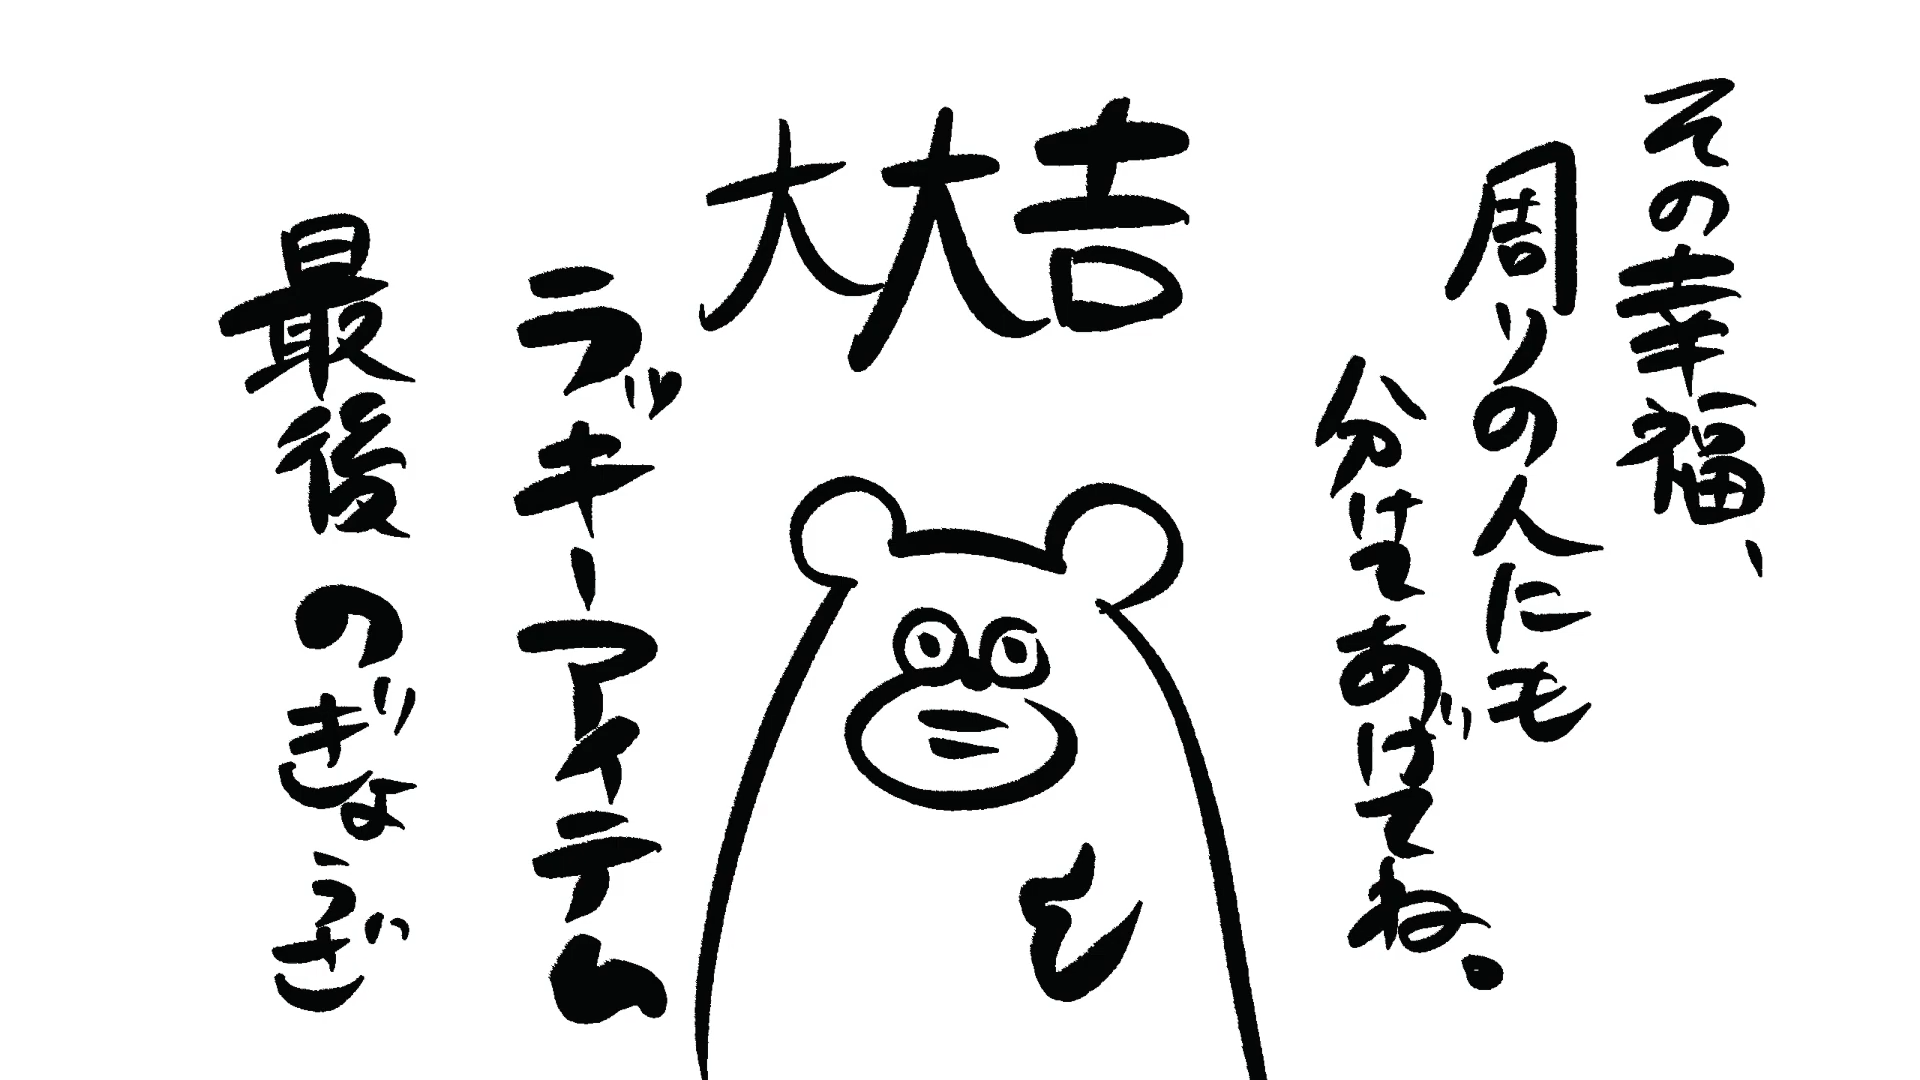 その幸福、
周りの人にも
分けてあげてね。
大大吉
ラッキーアイテム
最後のぎょうざ